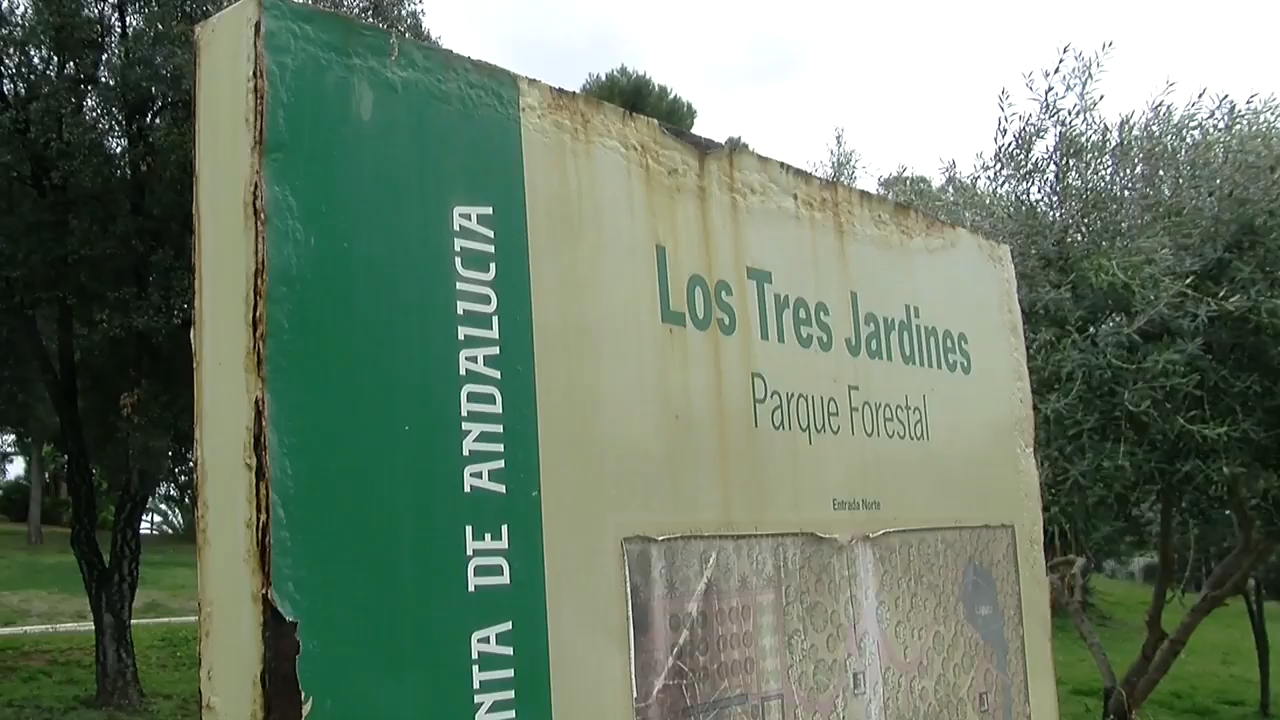 NTA DE ANDALUCIA
Los Tres Jardines
Parque Forestal
Entrada Norte